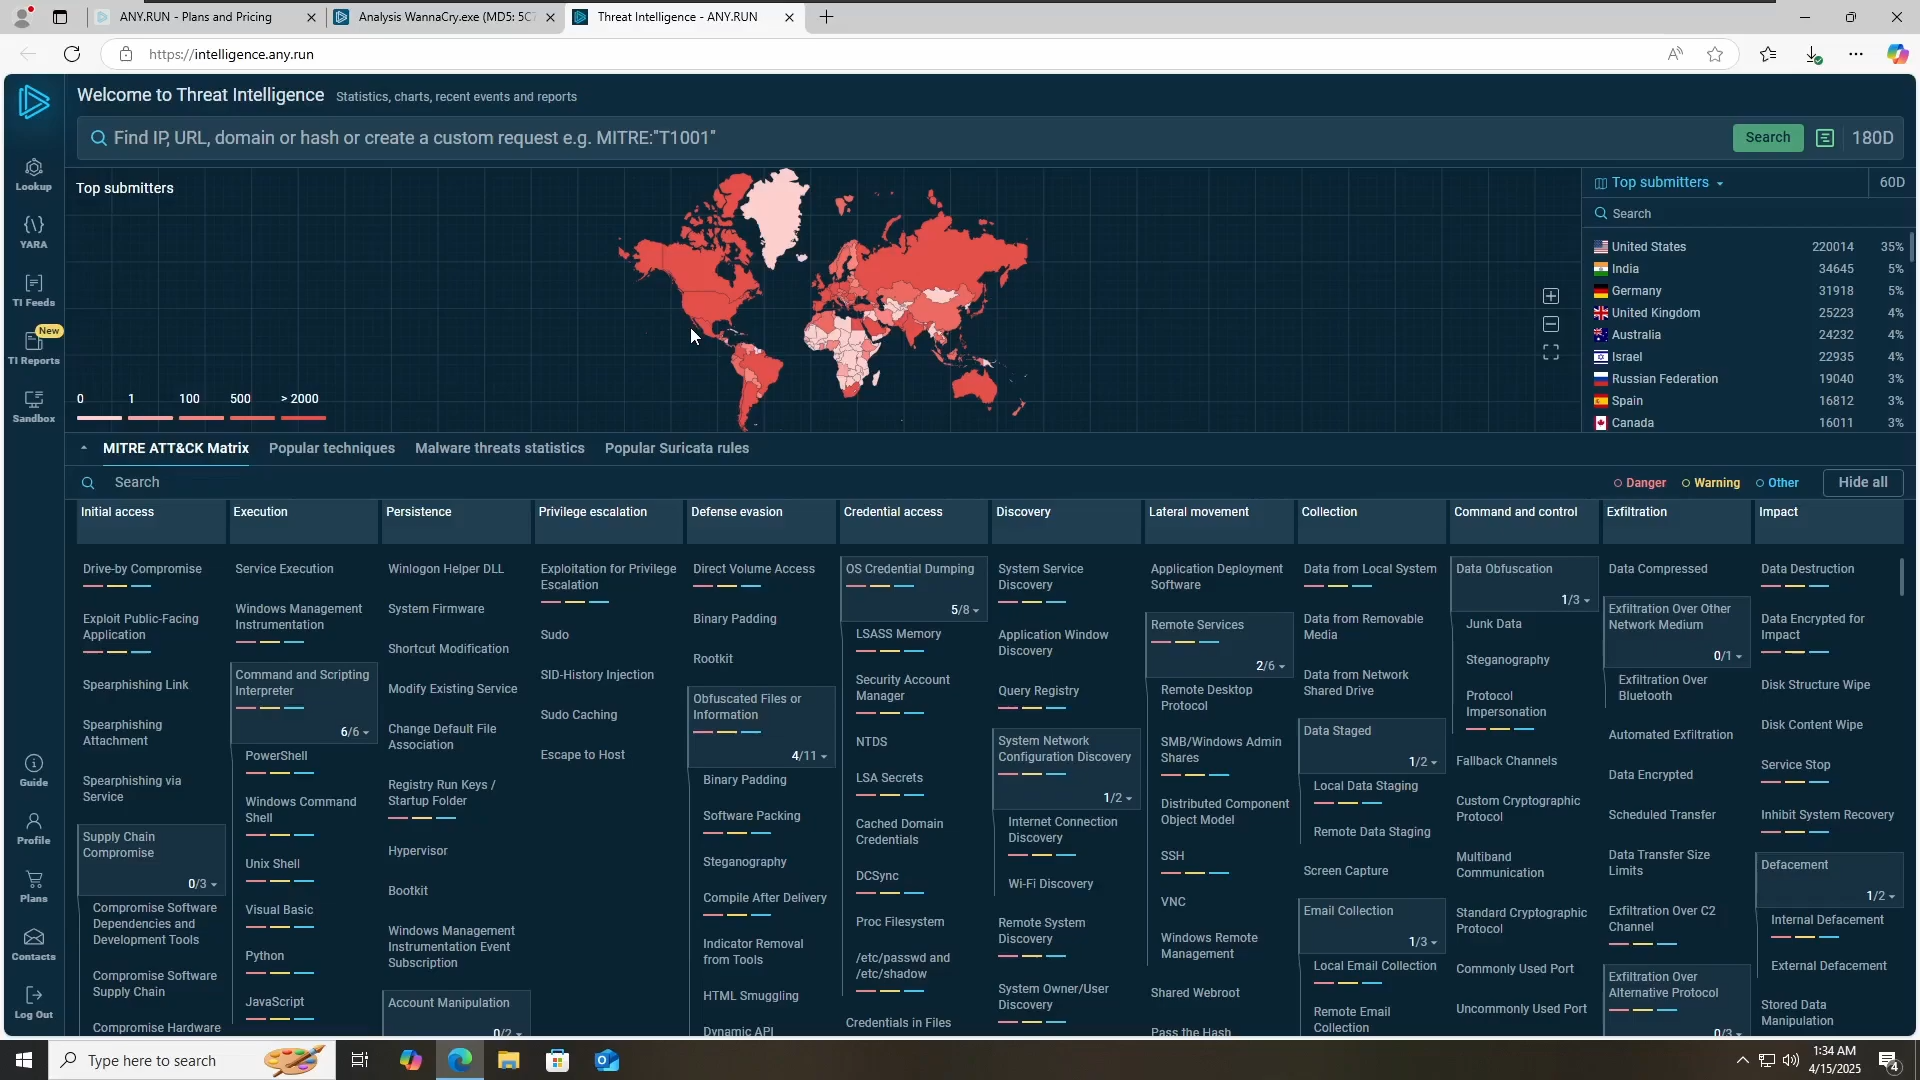 ANY.RUN - Plans and Pricing
Analysis WannaCry.exe (MD5: 5C7
Threat Intelligence - ANY.RUN
https://intelligence.any.run
Welcome to Threat Intelligence
Statistics, charts, recent events and reports
Find IP, URL, domain or hash or create a custom request e.g. MITRE:"T1001"
Search
180D
Lookup
YARA
TI Feeds
New
TI Reports
Sandbox
Guide
Profile
Plans
Contacts
Log Out
Top submitters
0 1 100 500 > 2000
Top submitters
60D
Search
United States 220014 35%
India 34645 5%
Germany 31918 5%
United Kingdom 25223 4%
Australia 24232 4%
Israel 22935 4%
Russian Federation 19040 3%
Spain 16812 3%
Canada 16011 3%
MITRE ATT&CK Matrix
Popular techniques
Malware threats statistics
Popular Suricata rules
Search
Danger
Warning
Other
Hide all
Initial access
Drive-by Compromise
Exploit Public-Facing
Application
Spearphishing Link
Spearphishing
Attachment
Spearphishing via
Service
Supply Chain
Compromise
0/3
Compromise Software
Dependencies and
Development Tools
Compromise Software
Supply Chain
Compromise Hardware
Execution
Service Execution
Windows Management
Instrumentation
Command and Scripting
Interpreter
6/6
PowerShell
Windows Command
Shell
Unix Shell
Visual Basic
Python
JavaScript
Persistence
Winlogon Helper DLL
System Firmware
Shortcut Modification
Modify Existing Service
Change Default File
Association
Registry Run Keys /
Startup Folder
Hypervisor
Bootkit
Windows Management
Instrumentation Event
Subscription
Account Manipulation
0/2
Privilege escalation
Exploitation for Privilege
Escalation
Sudo
SID-History Injection
Sudo Caching
Escape to Host
Defense evasion
Direct Volume Access
Binary Padding
Rootkit
Obfuscated Files or
Information
4/11
Binary Padding
Software Packing
Steganography
Compile After Delivery
Indicator Removal
from Tools
HTML Smuggling
Dynamic API
Credential access
OS Credential Dumping
5/8
LSASS Memory
Security Account
Manager
NTDS
LSA Secrets
Cached Domain
Credentials
DCSync
Proc Filesystem
/etc/passwd and
/etc/shadow
Credentials in Files
Discovery
System Service
Discovery
Application Window
Discovery
Query Registry
System Network
Configuration Discovery
1/2
Internet Connection
Discovery
Wi-Fi Discovery
Remote System
Discovery
System Owner/User
Discovery
Lateral movement
Application Deployment
Software
Remote Services
2/6
Remote Desktop
Protocol
SMB/Windows Admin
Shares
Distributed Component
Object Model
SSH
VNC
Windows Remote
Management
Shared Webroot
Pass the Hash
Collection
Data from Local System
Data from Removable
Media
Data from Network
Shared Drive
Data Staged
1/2
Local Data Staging
Remote Data Staging
Screen Capture
Email Collection
1/3
Local Email Collection
Remote Email
Collection
Command and control
Data Obfuscation
1/3
Junk Data
Steganography
Protocol
Impersonation
Fallback Channels
Custom Cryptographic
Protocol
Multiband
Communication
Standard Cryptographic
Protocol
Commonly Used Port
Uncommonly Used Port
Exfiltration
Data Compressed
Exfiltration Over Other
Network Medium
0/1
Exfiltration Over
Bluetooth
Automated Exfiltration
Data Encrypted
Scheduled Transfer
Data Transfer Size
Limits
Exfiltration Over C2
Channel
Exfiltration Over
Alternative Protocol
0/3
Impact
Data Destruction
Data Encrypted for
Impact
Disk Structure Wipe
Disk Content Wipe
Service Stop
Inhibit System Recovery
Defacement
1/2
Internal Defacement
External Defacement
Stored Data
Manipulation
Type here to search
1:34 AM
4/15/2025
4